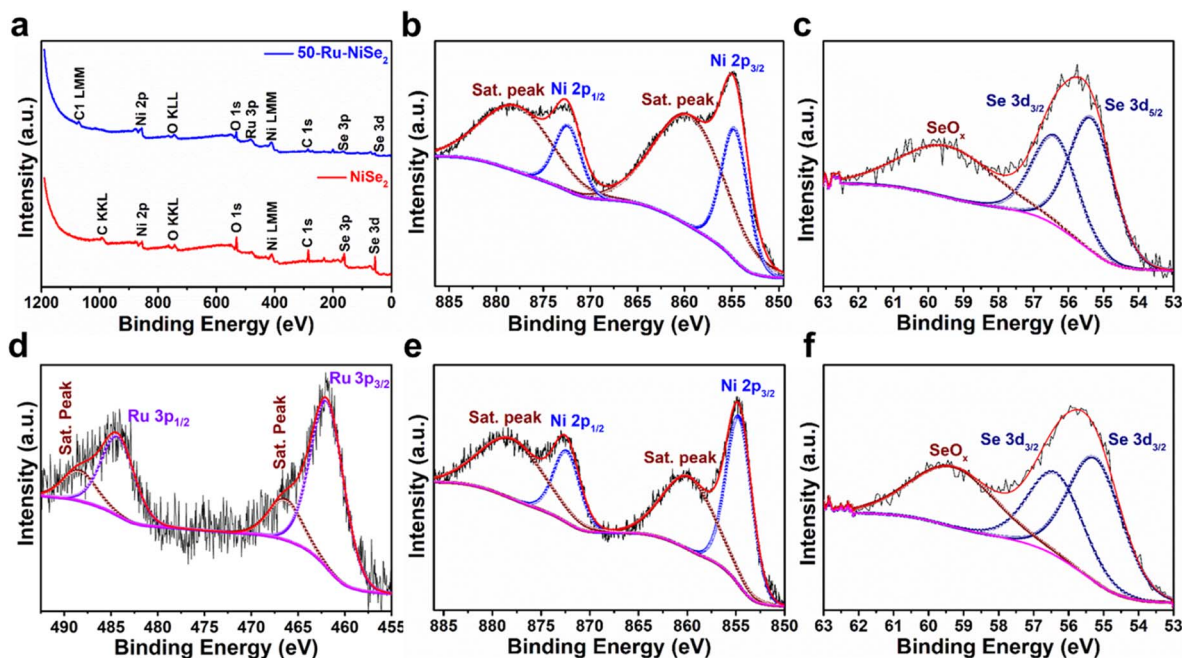 a
50-Ru-NiSe₂
C1 LMM
Ni 2p
O KLL
O 1s
Ru 3p
Ni LMM
C 1s
Se 3p
Se 3d
NiSe₂
C KKL
Ni 2p
O KKL
O 1s
Ni LMM
C 1s
Se 3p
Se 3d
Intensity (a.u.)
1200 1000 800 600 400 200 0
Binding Energy (eV)
b
Ni 2p₃/₂
Sat. peak
Ni 2p₁/₂
Sat. peak
Intensity (a.u.)
885 880 875 870 865 860 855 850
Binding Energy (eV)
c
Se 3d₃/₂
Se 3d₅/₂
SeOₓ
Intensity (a.u.)
63 62 61 60 59 58 57 56 55 54 53
Binding Energy (eV)
d
Sat. Peak
Ru 3p₁/₂
Sat. Peak
Ru 3p₃/₂
Intensity (a.u.)
490 485 480 475 470 465 460 455
Binding Energy (eV)
e
Ni 2p₃/₂
Sat. peak
Ni 2p₁/₂
Sat. peak
Intensity (a.u.)
885 880 875 870 865 860 855 850
Binding Energy (eV)
f
SeOₓ
Se 3d₃/₂
Se 3d₃/₂
Intensity (a.u.)
63 62 61 60 59 58 57 56 55 54 53
Binding Energy (eV)